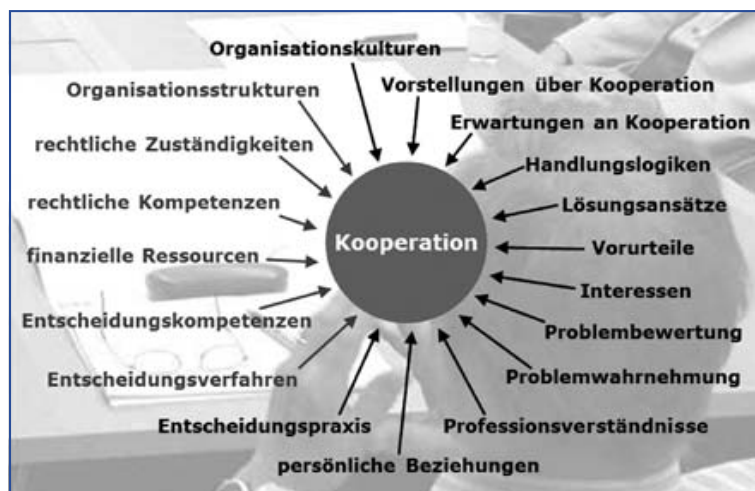 Organisationskulturen
Organisationsstrukturen
Vorstellungen über Kooperation
Erwartungen an Kooperation
rechtliche Zuständigkeiten
Handlungslogiken
rechtliche Kompetenzen
Lösungsansätze
Kooperation
Vorurteile
finanzielle Ressourcen
Interessen
Entscheidungskompetenzen
Problembewertung
Entscheidungsverfahren
Problemwahrnehmung
Entscheidungspraxis
Professionsverständnisse
persönliche Beziehungen